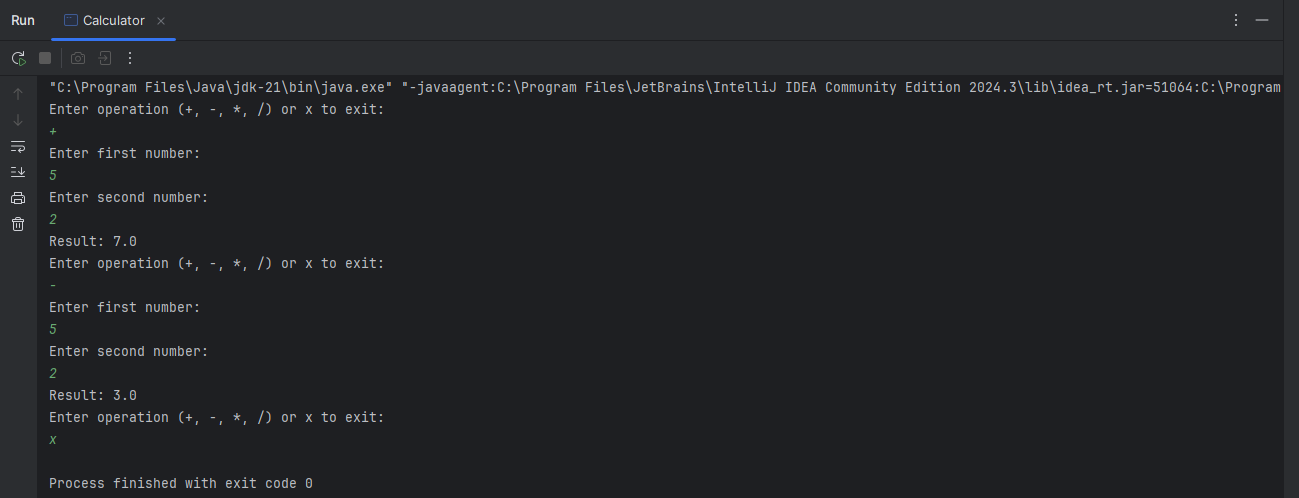 Run Calculator
"C:\Program Files\Java\jdk-21\bin\java.exe" "-javaagent:C:\Program Files\JetBrains\IntelliJ IDEA Community Edition 2024.3\lib\idea_rt.jar=51064:C:\Program
Enter operation (+, -, *, /) or x to exit:
+
Enter first number:
5
Enter second number:
2
Result: 7.0
Enter operation (+, -, *, /) or x to exit:
-
Enter first number:
5
Enter second number:
2
Result: 3.0
Enter operation (+, -, *, /) or x to exit:
x
Process finished with exit code 0